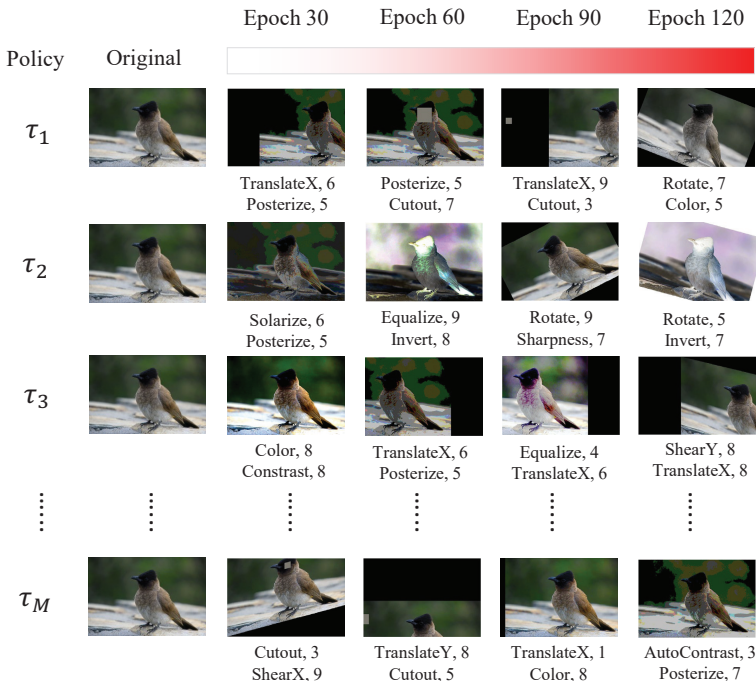 Epoch 30 Epoch 60 Epoch 90 Epoch 120
Policy Original
τ1
TranslateX, 6 Posterize, 5 TranslateX, 9 Rotate, 7
Posterize, 5 Cutout, 7 Cutout, 3 Color, 5
τ2
Solarize, 6 Equalize, 9 Rotate, 9 Rotate, 5
Posterize, 5 Invert, 8 Sharpness, 7 Invert, 7
τ3
Color, 8 TranslateX, 6 Equalize, 4 ShearY, 8
Constrast, 8 Posterize, 5 TranslateX, 6 TranslateX, 8
τM
Cutout, 3 TranslateY, 8 TranslateX, 1 AutoContrast, 3
ShearX, 9 Cutout, 5 Color, 8 Posterize, 7